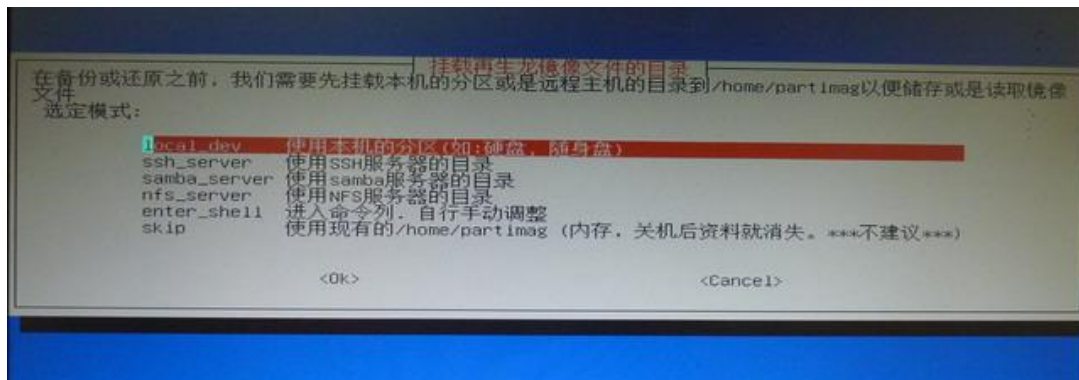 挂载再生龙镜像文件的目录
在备份或还原之前，我们需要先挂载本机的分区或是远程主机的目录到/home/partimag以便储存或是读取镜像
文件
选定模式:
local_dev 使用本机的分区(如:硬盘，随身盘)
ssh_server 使用SSH服务器的目录
samba_server 使用samba服务器的目录
nfs_server 使用NFS服务器的目录
enter_shell 进入命令列．自行手动调整
skip 使用现有的/home/partimag (内存．关机后资料就消失。***不建议***)
<Ok> <Cancel>